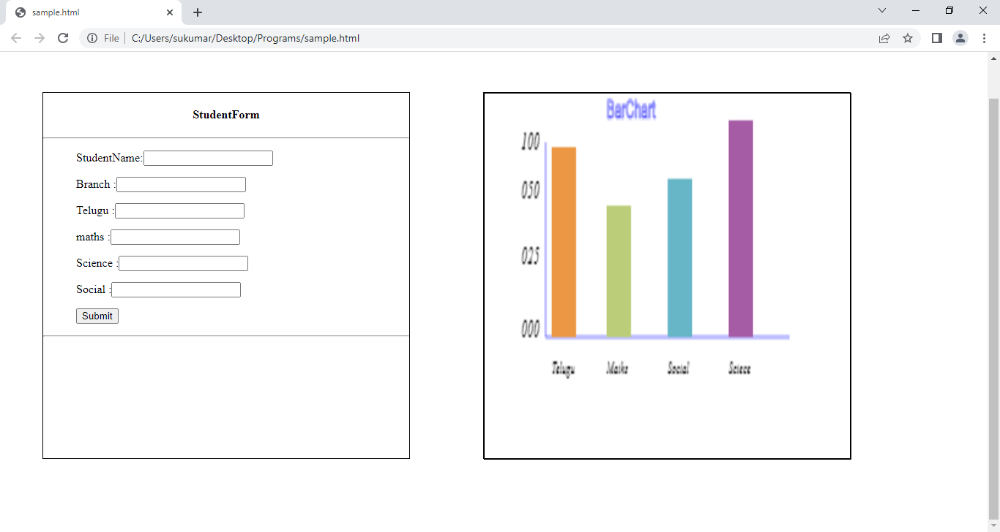 sample.html
File
C:/Users/sukumar/Desktop/Programs/sample.html
StudentForm
StudentName:
Branch :
Telugu :
maths :
Science :
Social :
Submit
BarChart
100
050
025
000
Telugu Maths Social Sciece